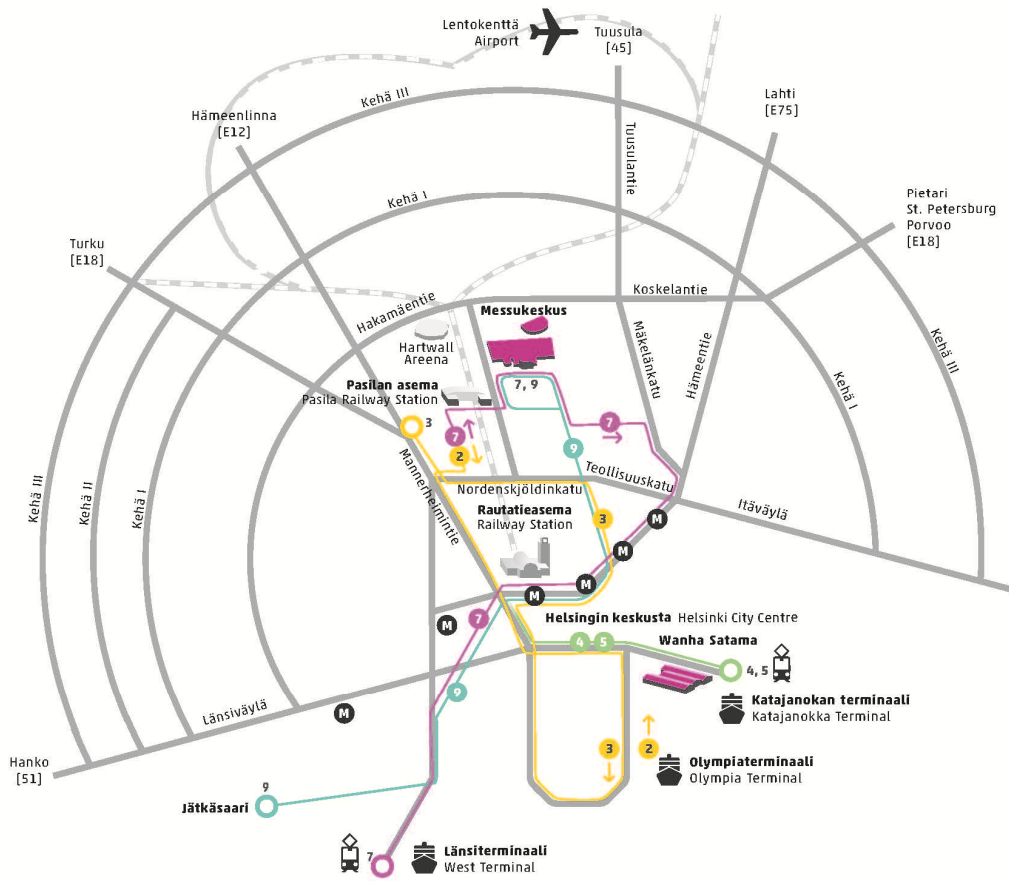 Lentokenttä
Airport
Tuusula
[45]
Lahti
[E75]
Kehä III
Hämeenlinna
[E12]
Tuusulantie
Kehä I
Pietari
St. Petersburg
Porvoo
[E18]
Turku
[E18]
Koskelantie
Hakamäentie
Messukeskus
Hartwall
Areena
Mäkelänkatu
Hämeentie
Kehä III
Kehä I
Pasilan asema
Pasila Railway Station
7, 9
3
7
7
2
9
Mannerheimintie
Teollisuuskatu
Nordenskjöldinkatu
Kehä III
Kehä II
Kehä I
Itäväylä
Rautatieasema
Railway Station
3
M
M
M
M
M
7
Helsingin keskusta Helsinki City Centre
4
5
Wanha Satama
4, 5
9
Katajanokan terminaali
Katajanokka Terminal
Länsiväylä
M
3
2
Olympiaterminaali
Olympia Terminal
Hanko
[51]
9
Jätkäsaari
7
Länsiterminaali
West Terminal